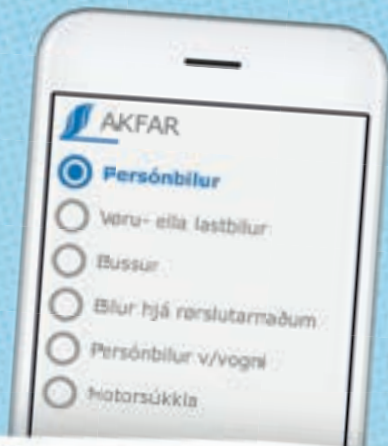 AKFAR
Persónbilur
Vøru- ella lastbilur
Bussur
Bilur hjá rørslutarnaðum
Persónbilur v/vogni
Motorsúkkla